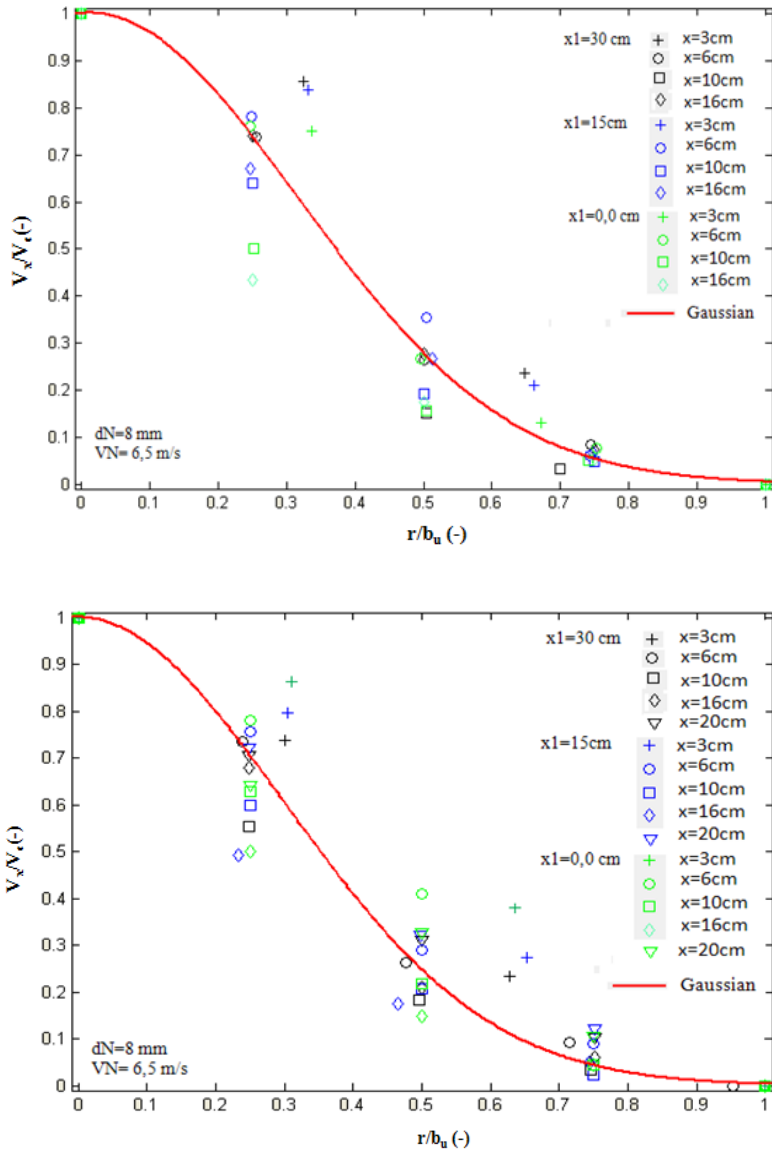 1
0.9
0.8
0.7
0.6
0.5
0.4
0.3
0.2
0.1
0
V_x/V_c(-)
x1=30 cm
x=3cm
x=6cm
x=10cm
x=16cm
x1=15cm
x=3cm
x=6cm
x=10cm
x=16cm
x1=0,0 cm
x=3cm
x=6cm
x=10cm
x=16cm
Gaussian
dN=8 mm
VN= 6,5 m/s
0 0.1 0.2 0.3 0.4 0.5 0.6 0.7 0.8 0.9 1
r/b_u (-)
1
0.9
0.8
0.7
0.6
0.5
0.4
0.3
0.2
0.1
0
V_x/V_c(-)
x1=30 cm
x=3cm
x=6cm
x=10cm
x=16cm
x=20cm
x1=15cm
x=3cm
x=6cm
x=10cm
x=16cm
x=20cm
x1=0,0 cm
x=3cm
x=6cm
x=10cm
x=16cm
x=20cm
Gaussian
dN=8 mm
VN= 6,5 m/s
0 0.1 0.2 0.3 0.4 0.5 0.6 0.7 0.8 0.9 1
r/b_u (-)